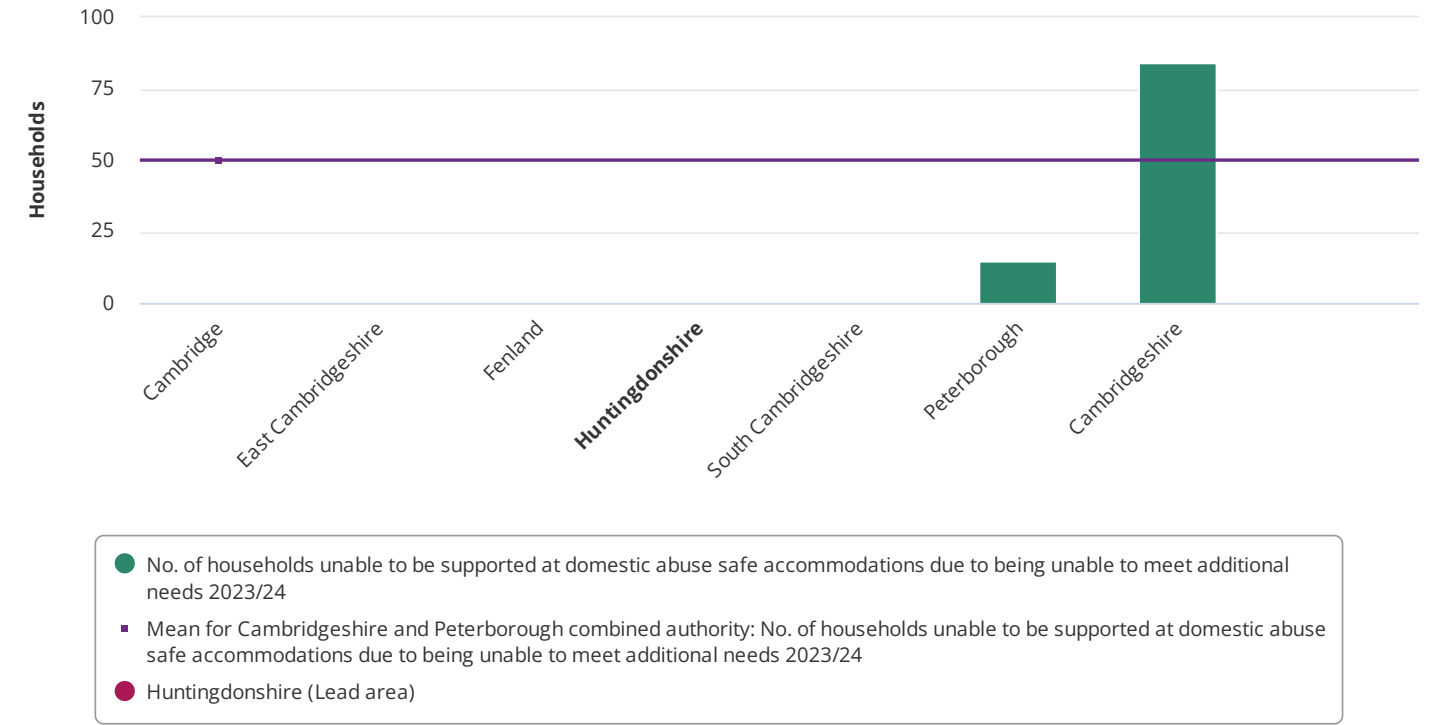 100
75
50
25
0
Households
Cambridge
East Cambridgeshire
Fenland
Huntingdonshire
South Cambridgeshire
Peterborough
Cambridgeshire
No. of households unable to be supported at domestic abuse safe accommodations due to being unable to meet additional
needs 2023/24
Mean for Cambridgeshire and Peterborough combined authority: No. of households unable to be supported at domestic abuse
safe accommodations due to being unable to meet additional needs 2023/24
Huntingdonshire (Lead area)